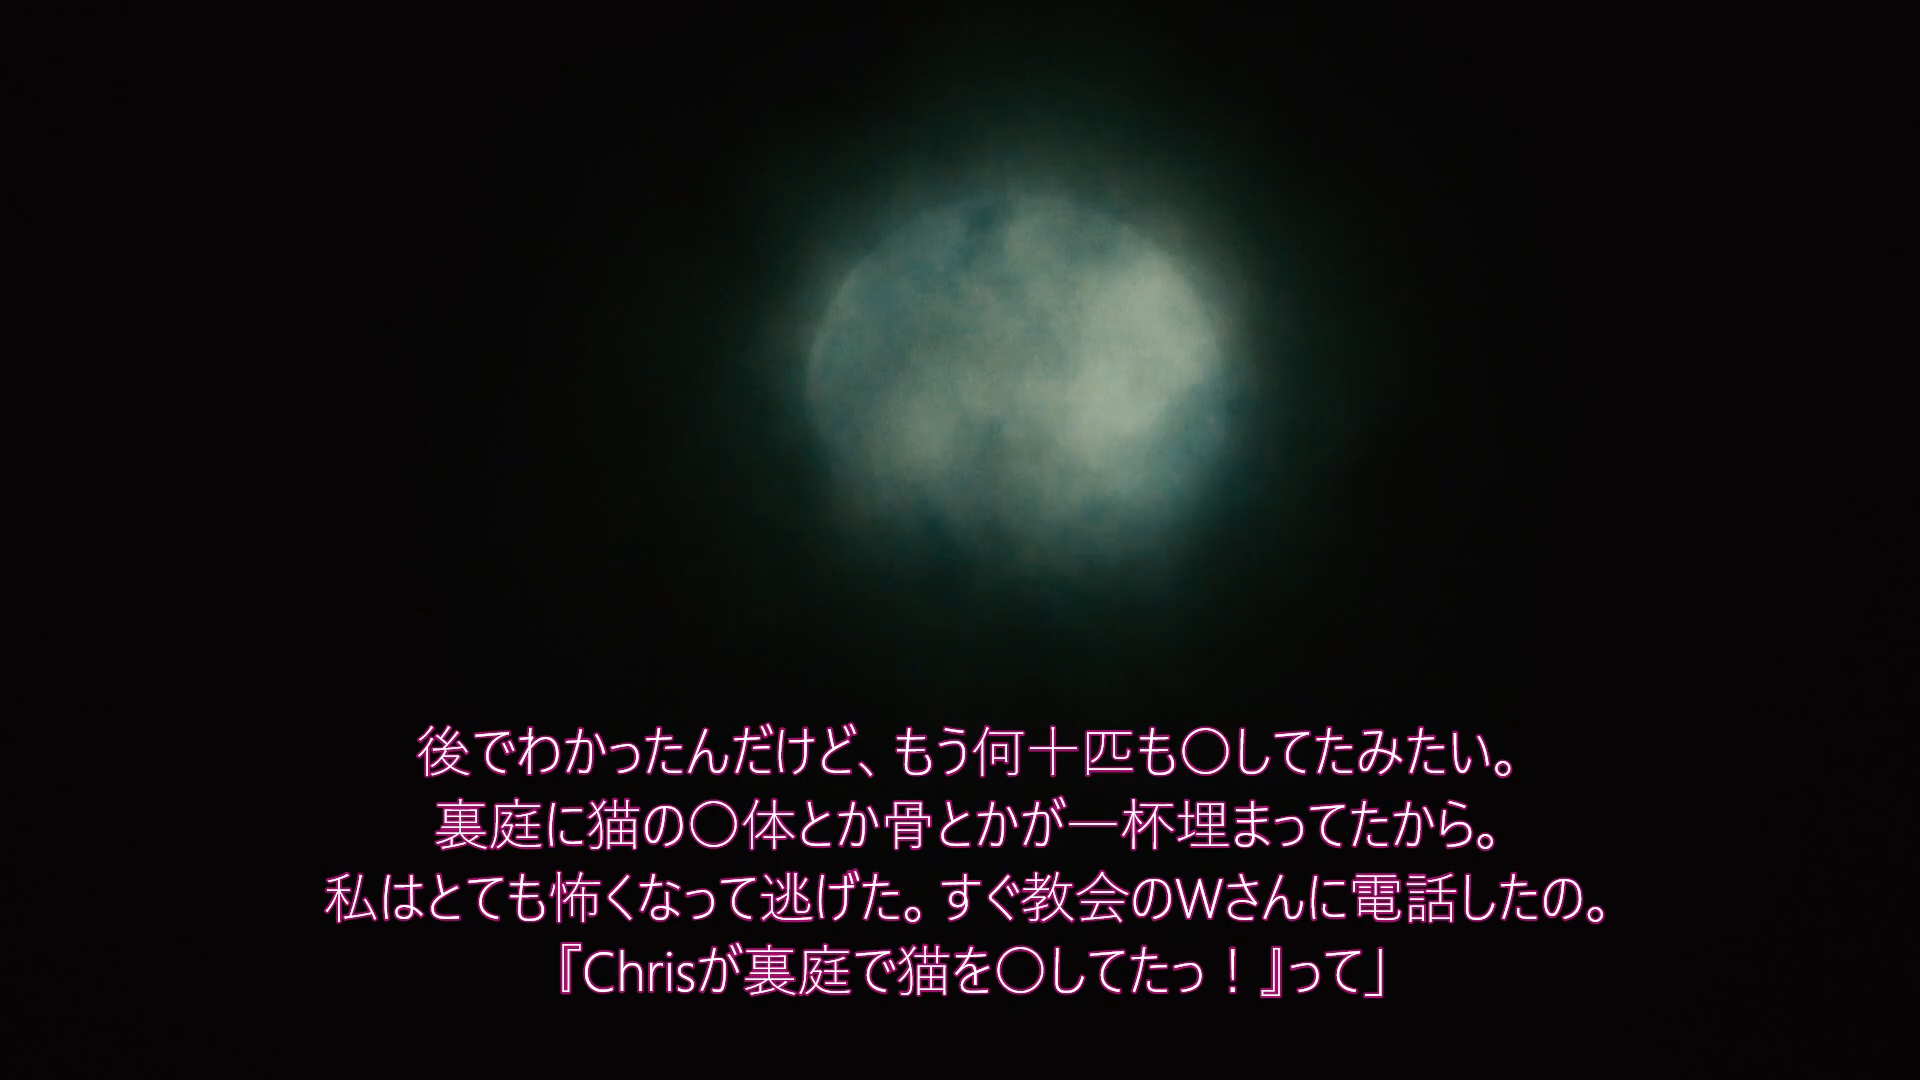 後でわかったんだけど、もう何十匹も〇してたみたい。
裏庭に猫の〇体とか骨とかが一杯埋まってたから。
私はとても怖くなって逃げた。すぐ教会のWさんに電話したの。
『Chrisが裏庭で猫を〇してたっ！』って」